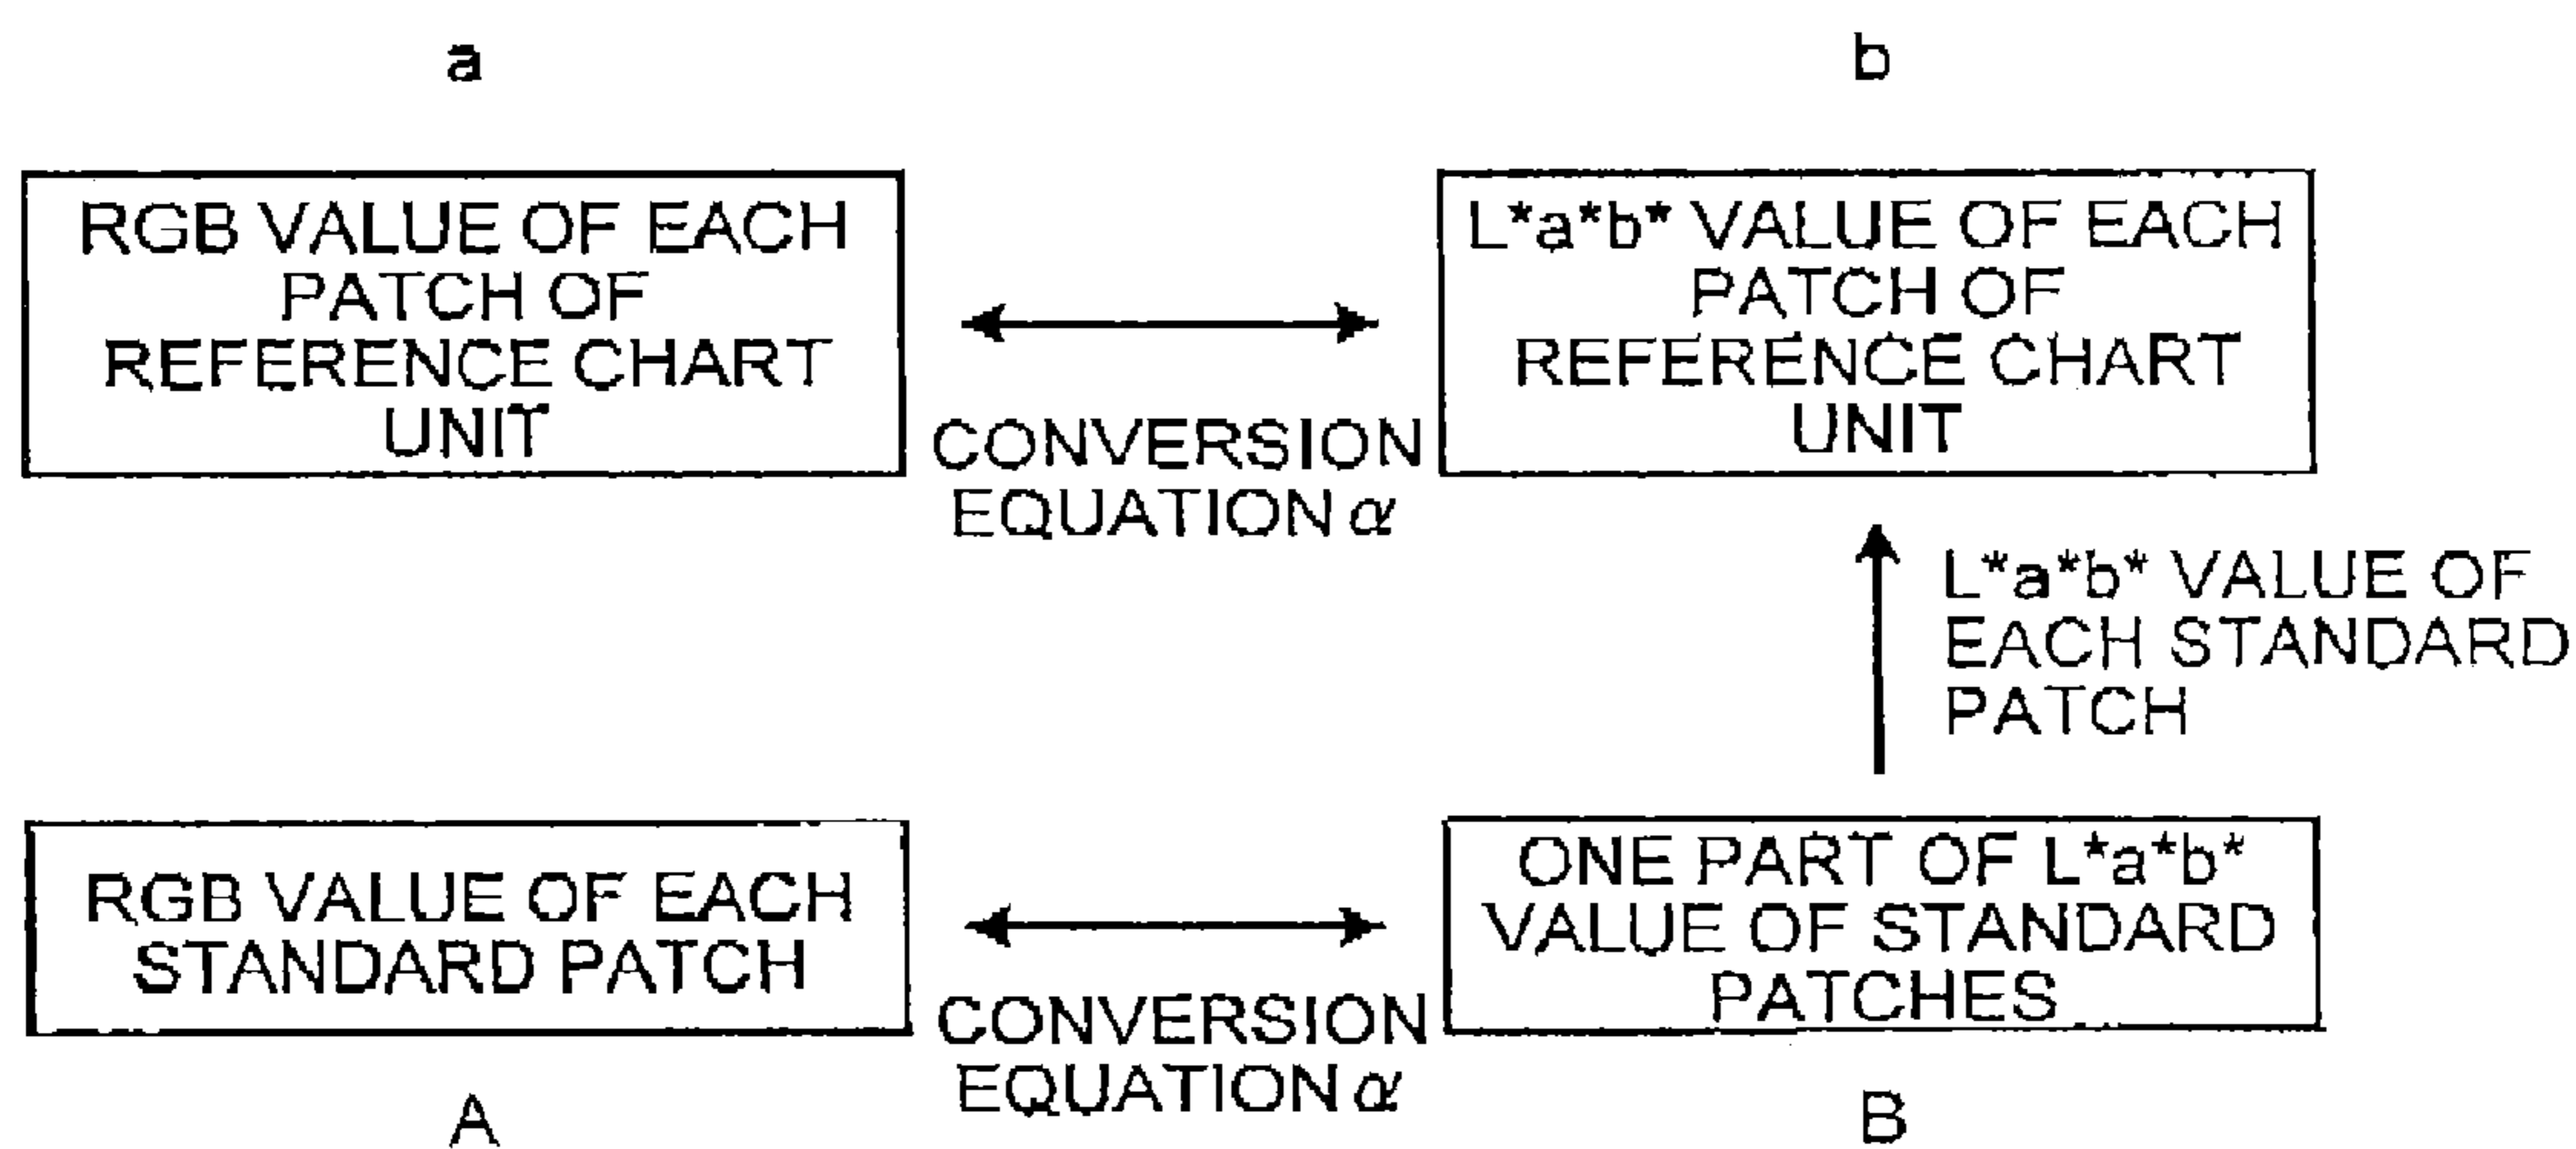 a
b
RGB VALUE OF EACH
PATCH OF
REFERENCE CHART
UNIT
CONVERSION
EQUATION α
L*a*b* VALUE OF EACH
PATCH OF
REFERENCE CHART
UNIT
L*a*b* VALUE OF
EACH STANDARD
PATCH
RGB VALUE OF EACH
STANDARD PATCH
CONVERSION
EQUATION α
ONE PART OF L*a*b*
VALUE OF STANDARD
PATCHES
A
B